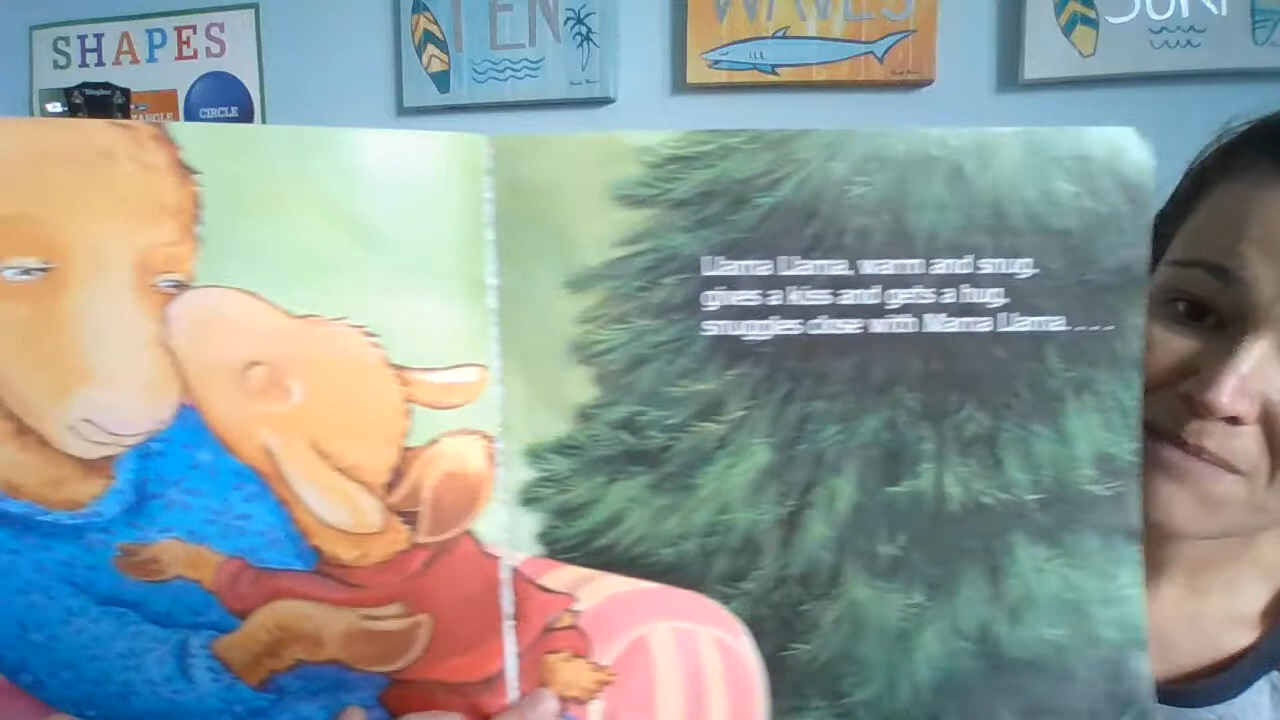 SHAPES
TEN
WAVES
SURF
CIRCLE
Llama Llama, warm and snug,
gives a kiss and gets a hug,
snuggles close with Mama Llama. . . .